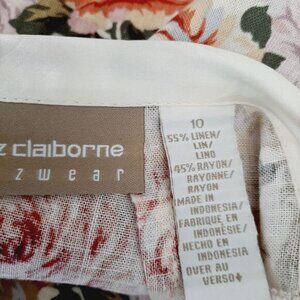 z claiborne
zwear
10
55% LINEN/
LIN/
LINO
45% RAYON/
RAYONNE/
RAYON
MADE IN
INDONESIA/
FABRIQUE EN
INDONÉSIE/
HECHO EN
INDONESIA
OVER AU
VERSO